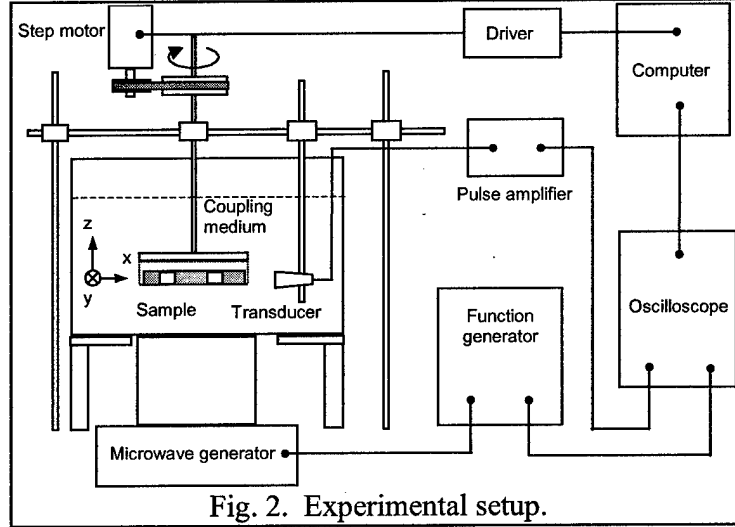 Step motor
Driver
Computer
Pulse amplifier
Coupling
medium
z
x
y
Sample
Transducer
Function
generator
Oscilloscope
Microwave generator
Fig. 2. Experimental setup.